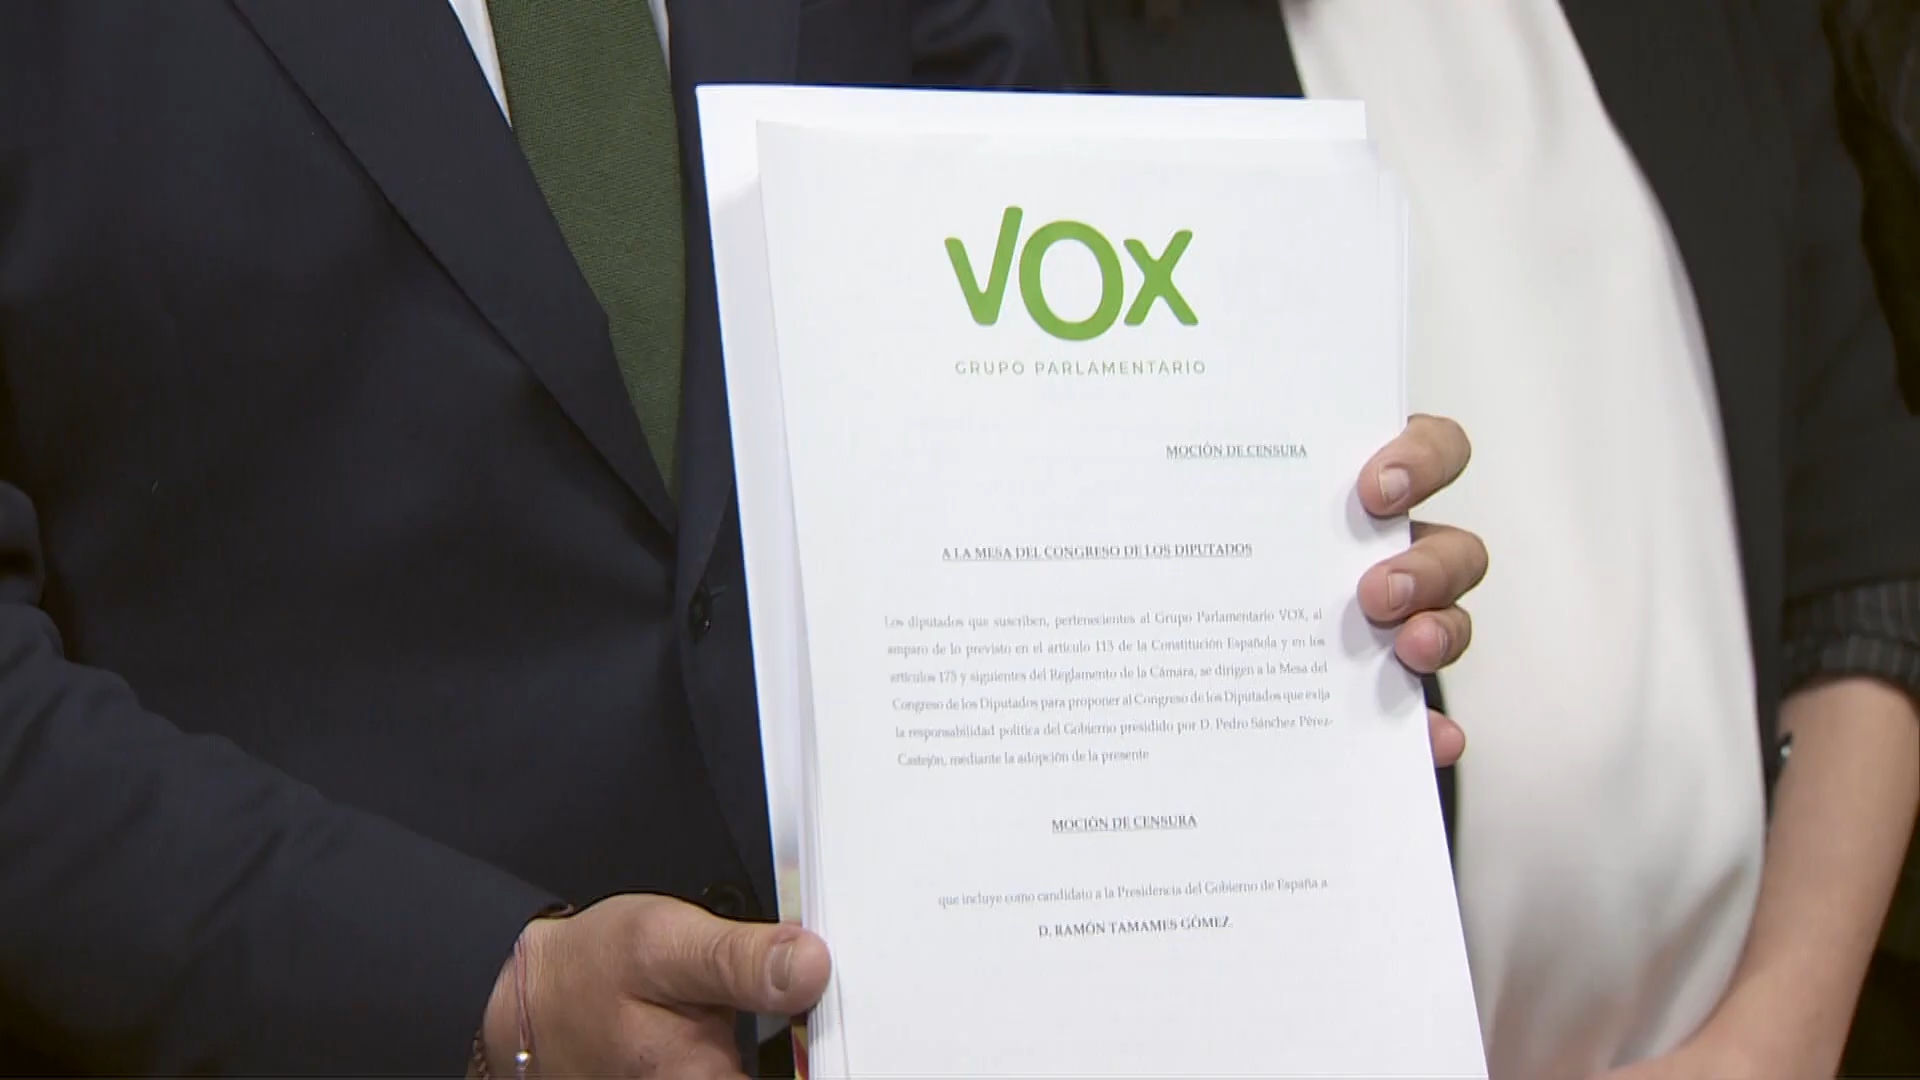 VOX
GRUPO PARLAMENTARIO
MOCIÓN DE CENSURA
A LA MESA DEL CONGRESO DE LOS DIPUTADOS
Los diputados que suscriben, pertenecientes al Grupo Parlamentario VOX, al
amparo de lo previsto en el artículo 113 de la Constitución Española y en los
artículos 175 y siguientes del Reglamento de la Cámara, se dirigen a la Mesa del
Congreso de los Diputados para proponer al Congreso de los Diputados que exija
la responsabilidad política del Gobierno presidido por D. Pedro Sánchez Pérez-
Castejón, mediante la adopción de la presente
MOCIÓN DE CENSURA
que incluye como candidato a la Presidencia del Gobierno de España a
D. RAMÓN TAMAMES GÓMEZ.